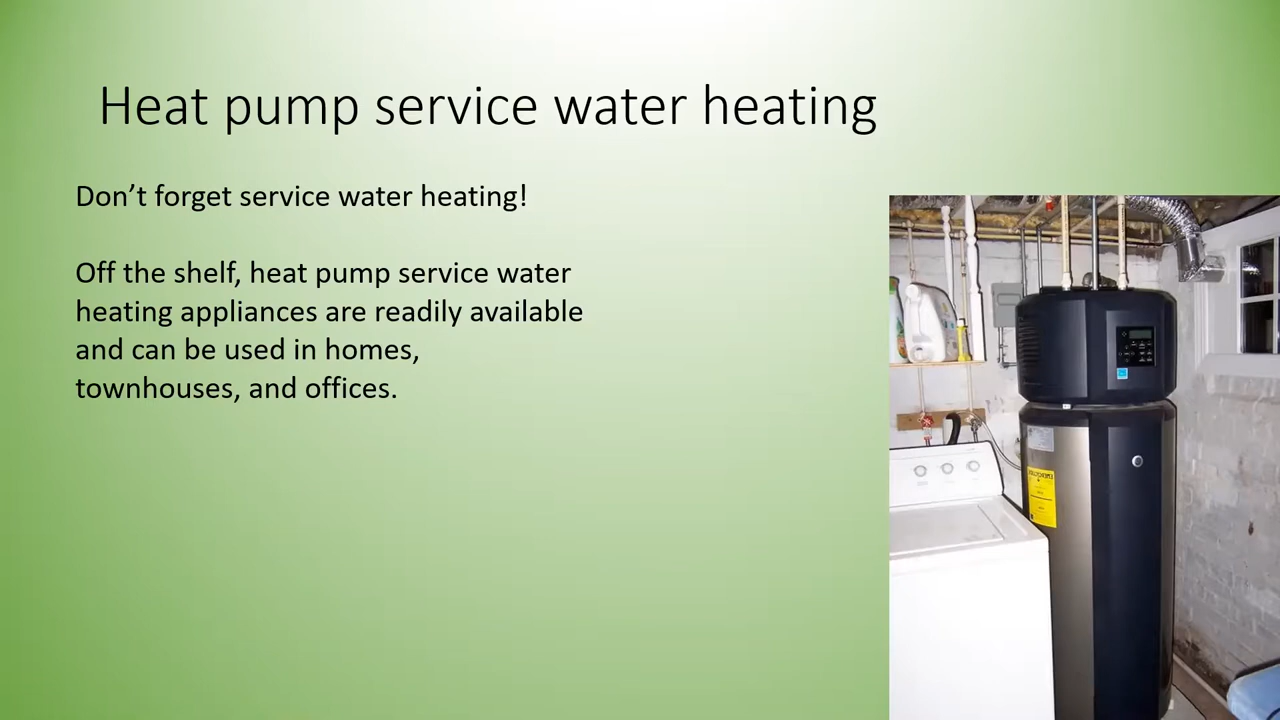 Heat pump service water heating
Don’t forget service water heating!
Off the shelf, heat pump service water
heating appliances are readily available
and can be used in homes,
townhouses, and offices.